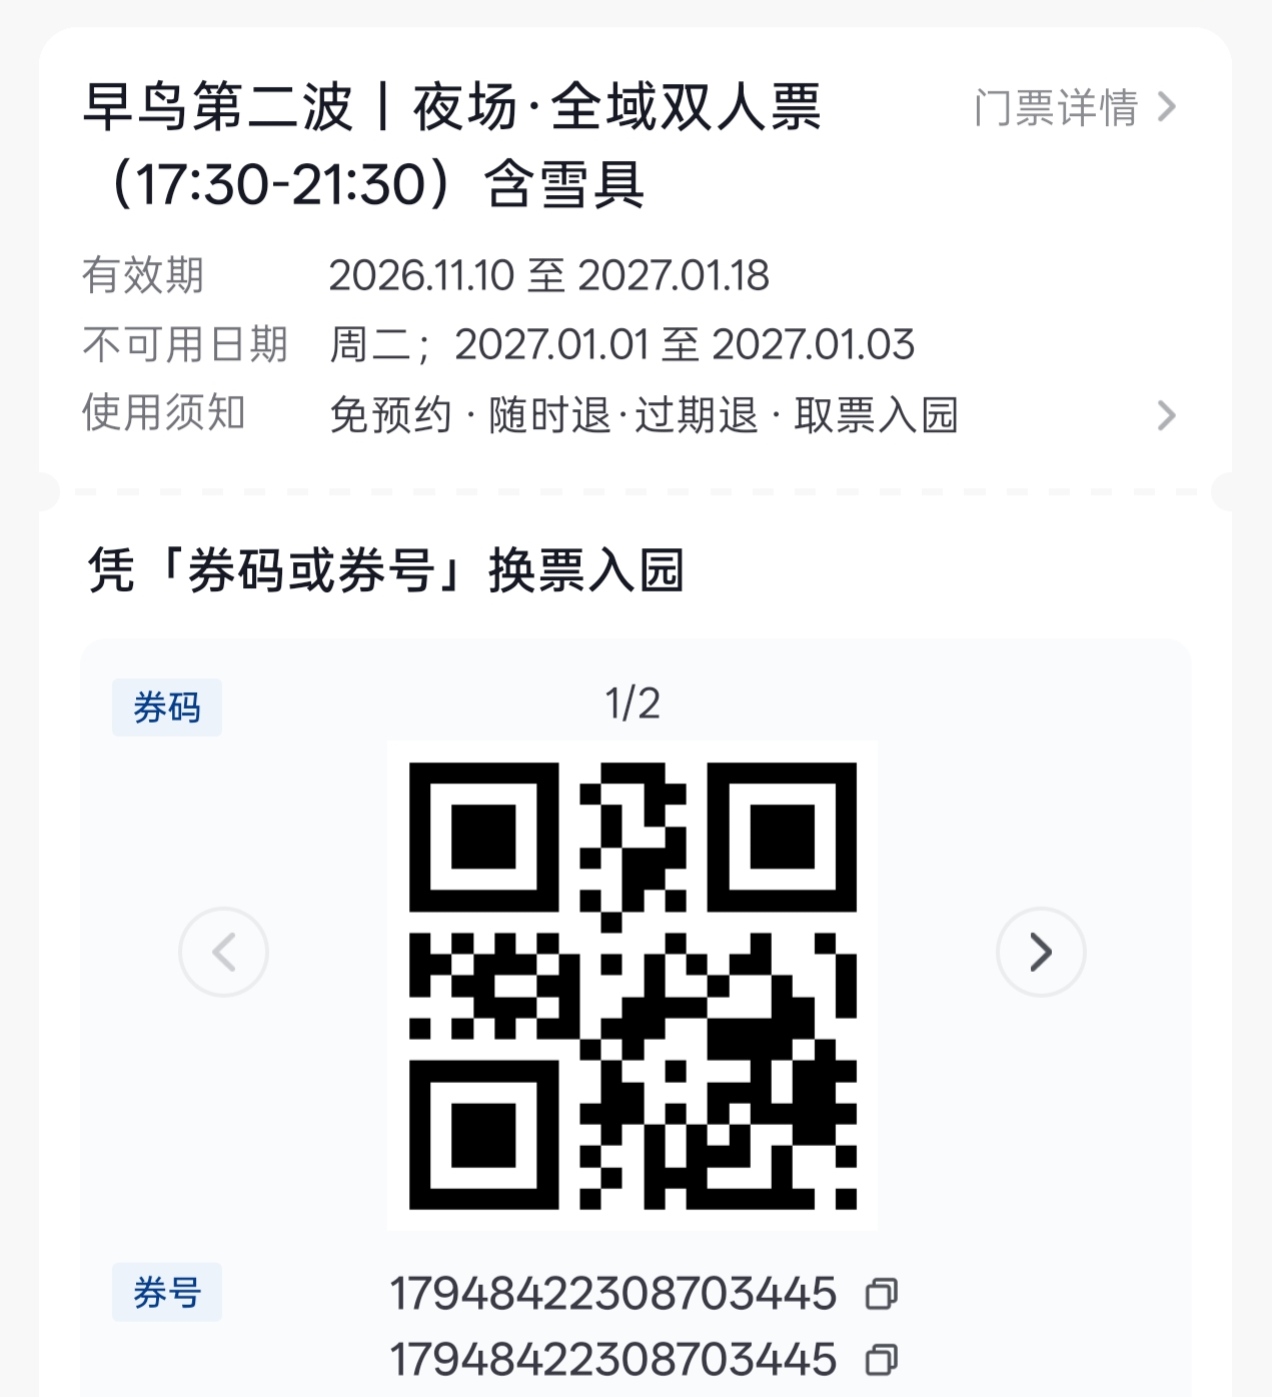 早鸟第二波丨夜场·全域双人票
门票详情
（17:30-21:30）含雪具
有效期 2026.11.10 至 2027.01.18
不可用日期 周二；2027.01.01 至 2027.01.03
使用须知 免预约 · 随时退·过期退 · 取票入园
凭「券码或券号」换票入园
券码
1/2
券号 17948422308703445
17948422308703445